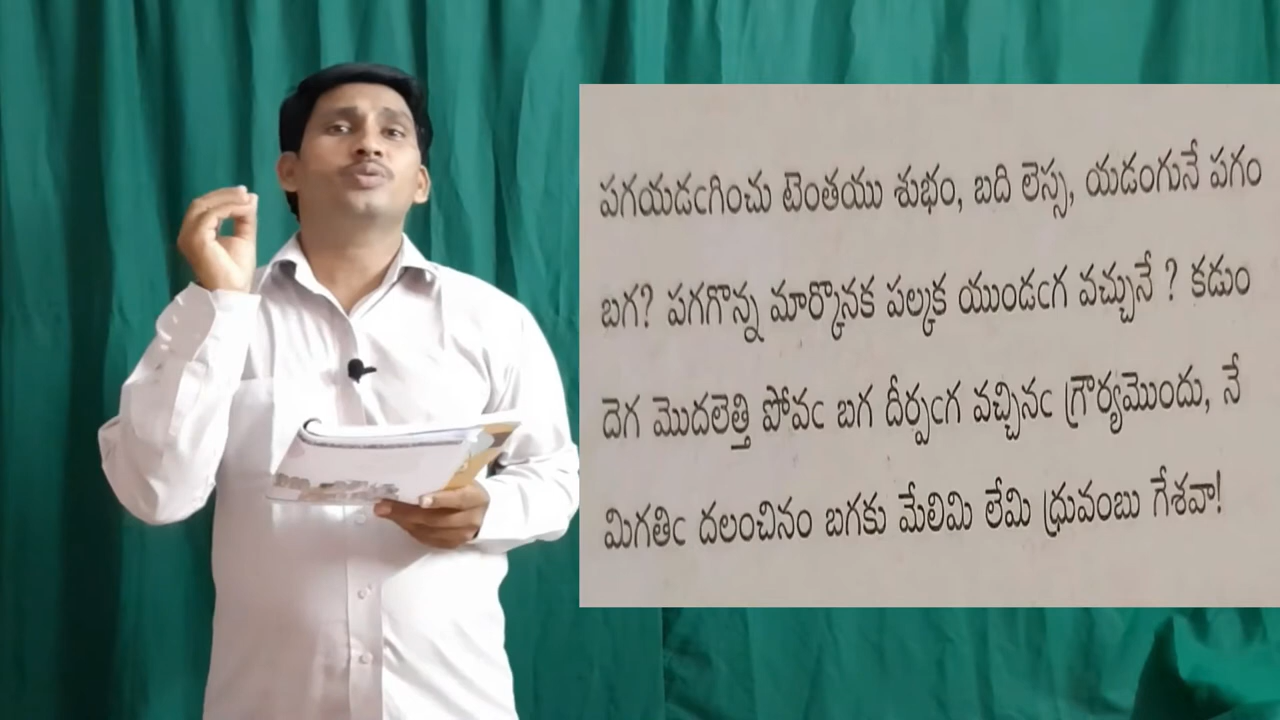 పగయడఁగించు టెంతయు శుభం, బది లెస్స, యడంగునే పగం
బగ? పగగొన్న మార్కొనక పల్కక యుండఁగ వచ్చునే ? కడుం
దెగ మొదలెత్తి పోవఁ బగ దీర్పఁగ వచ్చినఁ గ్రౌర్యమొందు, నే
మిగతిఁ దలంచినం బగకు మేలిమి లేమి ధ్రువంబు గేశవా!